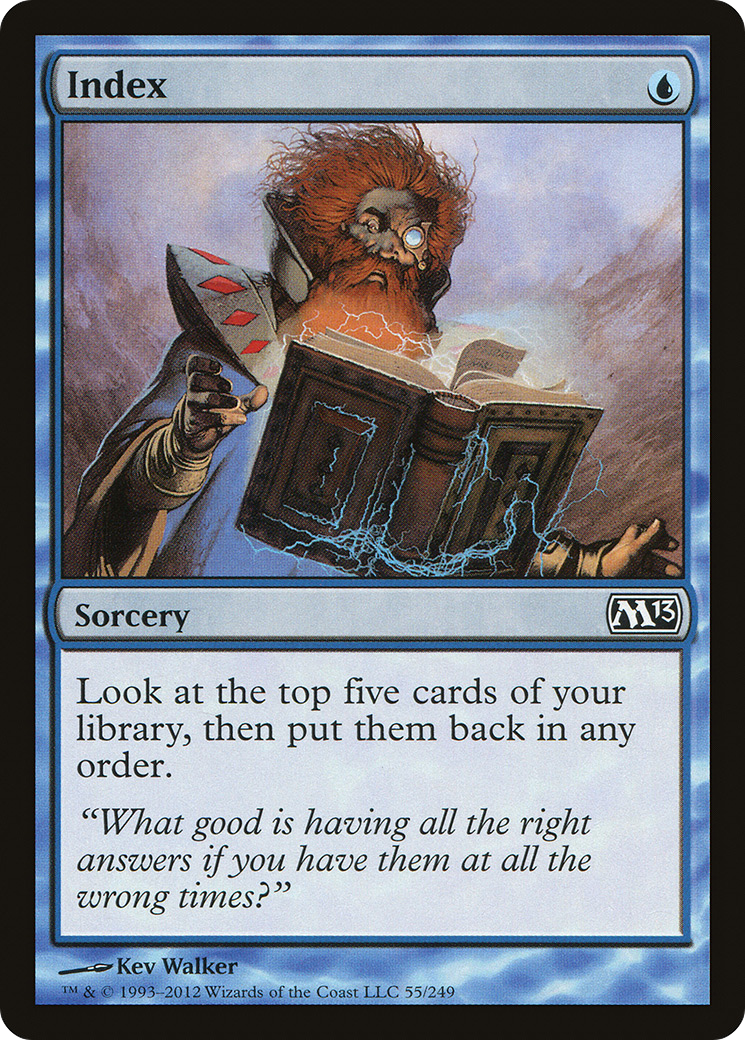 Index
Sorcery
M13
Look at the top five cards of your
library, then put them back in any
order.
“What good is having all the right
answers if you have them at all the
wrong times?”
Kev Walker
™ & © 1993–2012 Wizards of the Coast LLC 55/249